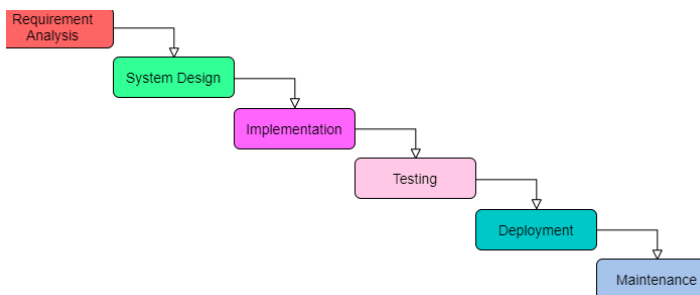 Requirement
Analysis
System Design
Implementation
Testing
Deployment
Maintenance